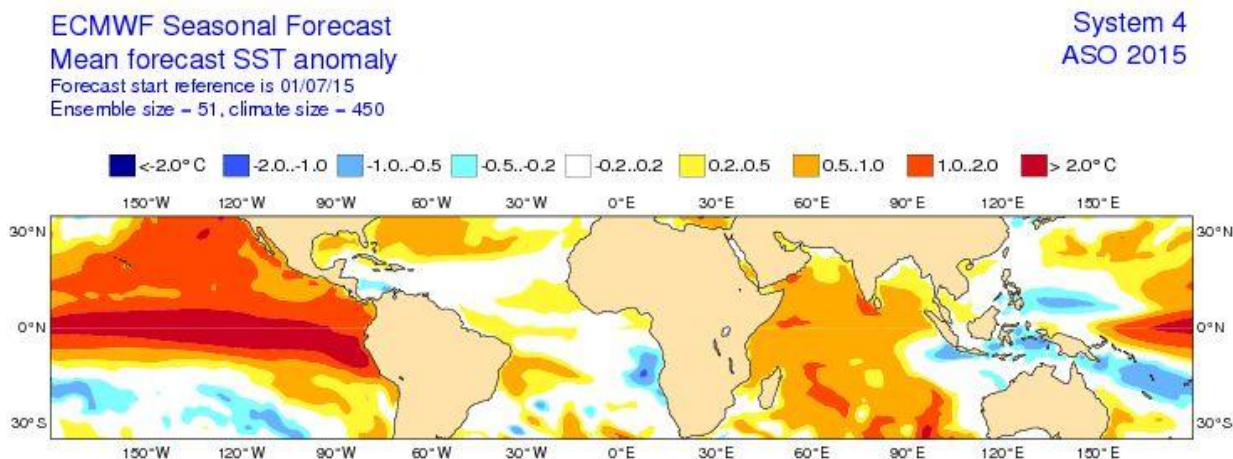 ECMWF Seasonal Forecast
Mean forecast SST anomaly
Forecast start reference is 01/07/15
Ensemble size = 51, climate size = 450
System 4
ASO 2015
<-2.0°C -2.0..-1.0 -1.0..-0.5 -0.5..-0.2 -0.2..0.2 0.2..0.5 0.5..1.0 1.0..2.0 > 2.0°C
150°W 120°W 90°W 60°W 30°W 0°E 30°E 60°E 90°E 120°E 150°E
30°N 30°N
0°N 0°N
30°S 30°S
150°W 120°W 90°W 60°W 30°W 0°E 30°E 60°E 90°E 120°E 150°E